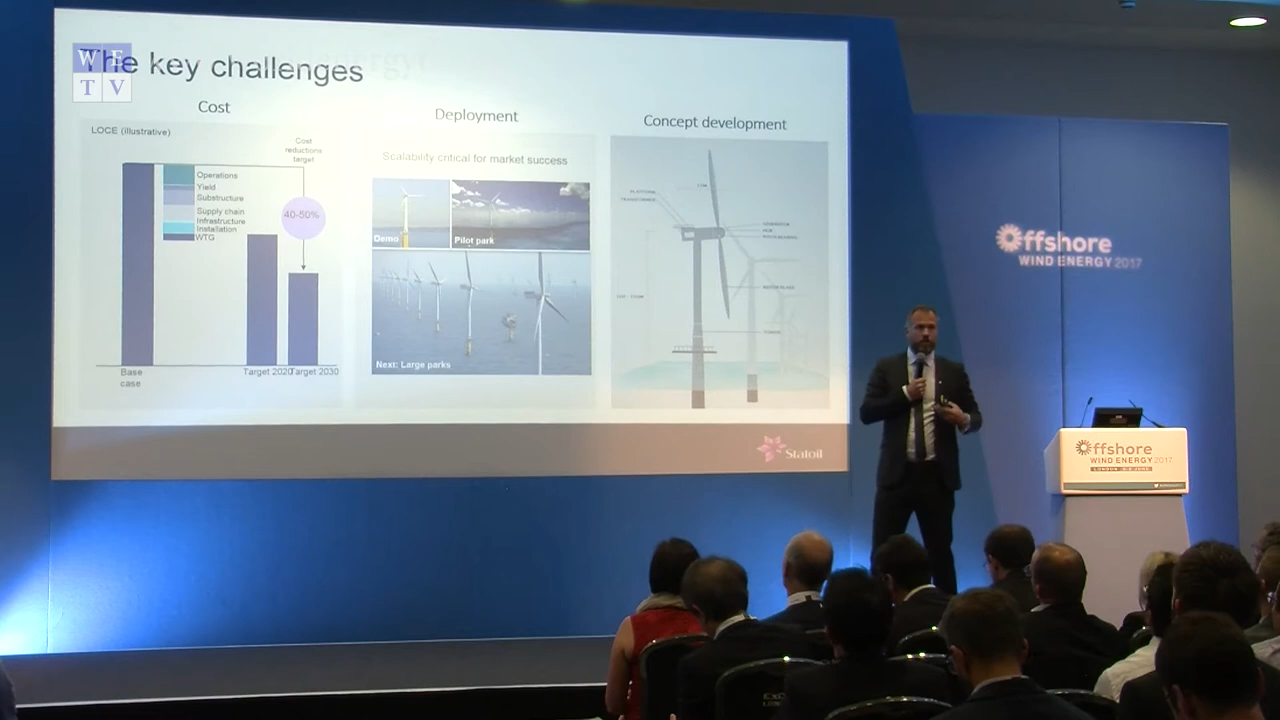 W E
T V
The key challenges
Cost
LOCE (illustrative)
Cost
reductions
target
Operations
Yield
Substructure
Supply chain
Infrastructure
Installation
WTG
40-50%
Base
case
Target 2020
Target 2030
Deployment
Scalability critical for market success
Demo
Pilot park
Next: Large parks
Concept development
PLATFORM
Statoil
Offshore
WIND ENERGY 2017
Offshore
WIND ENERGY 2017